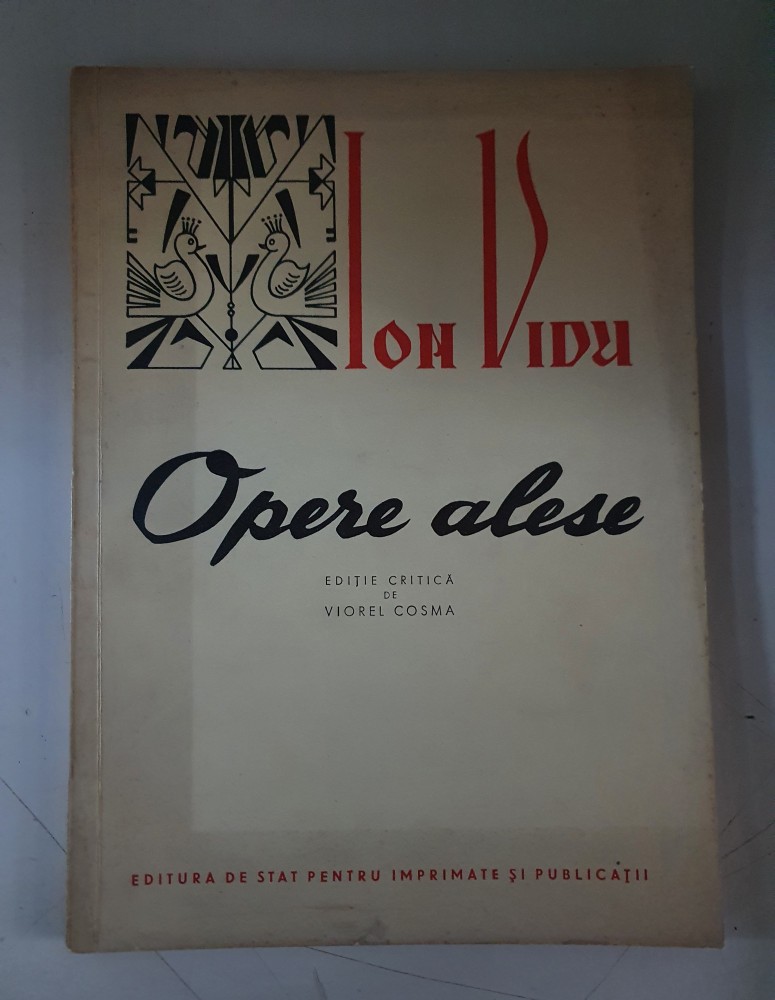 Ion Vidu
Opere alese
EDIȚIE CRITICĂ
DE
VIOREL COSMA
EDITURA DE STAT PENTRU IMPRIMATE ȘI PUBLICAȚII